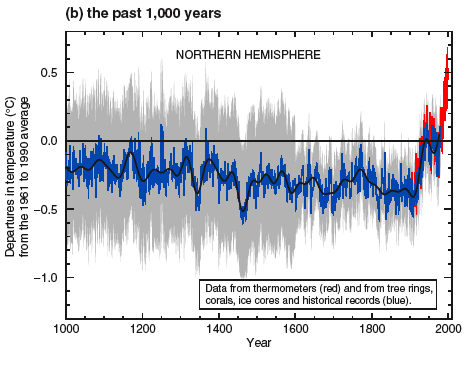 (b) the past 1,000 years
NORTHERN HEMISPHERE
Departures in temperature (°C)
from the 1961 to 1990 average
0.5
0.0
−0.5
−1.0
Data from thermometers (red) and from tree rings,
corals, ice cores and historical records (blue).
1000 1200 1400 1600 1800 2000
Year